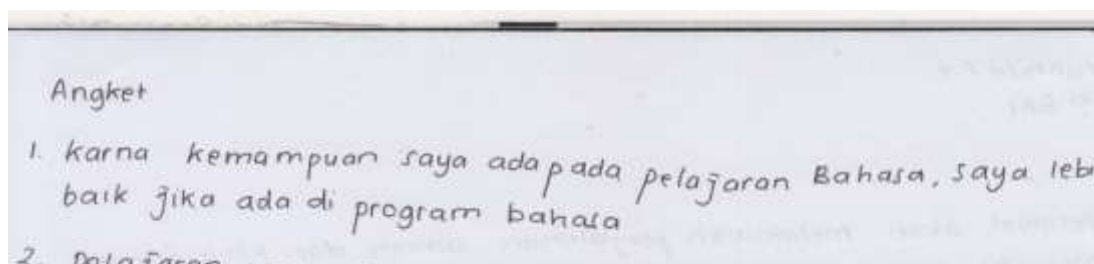 Angket
1. karna kemampuan saya ada pada pelajaran Bahasa, saya leb
baik jika ada di program bahasa
2. pelajaran